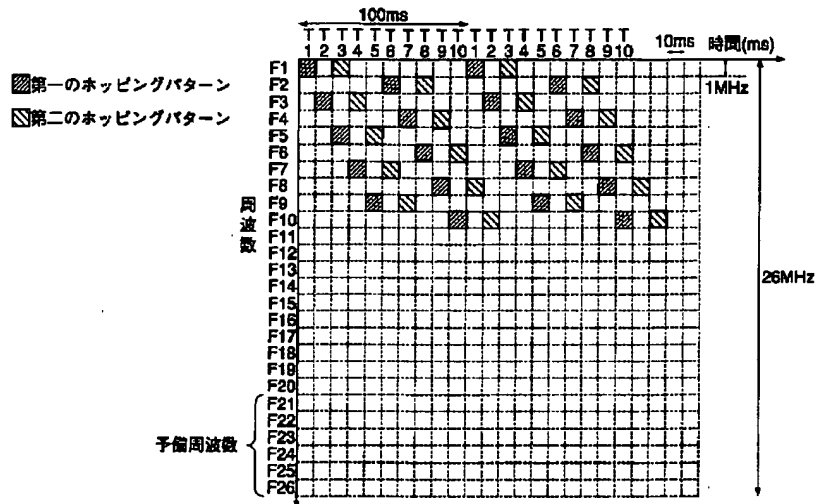 100ms
T T T T T T T T T T T T T T T T T T T T
1 2 3 4 5 6 7 8 9 10 1 2 3 4 5 6 7 8 9 10
10ms 時間(ms)
第一のホッピングパターン
第二のホッピングパターン
1MHz
周波数
F1
F2
F3
F4
F5
F6
F7
F8
F9
F10
F11
F12
F13
F14
F15
F16
F17
F18
F19
F20
F21
F22
F23
F24
F25
F26
26MHz
予備周波数